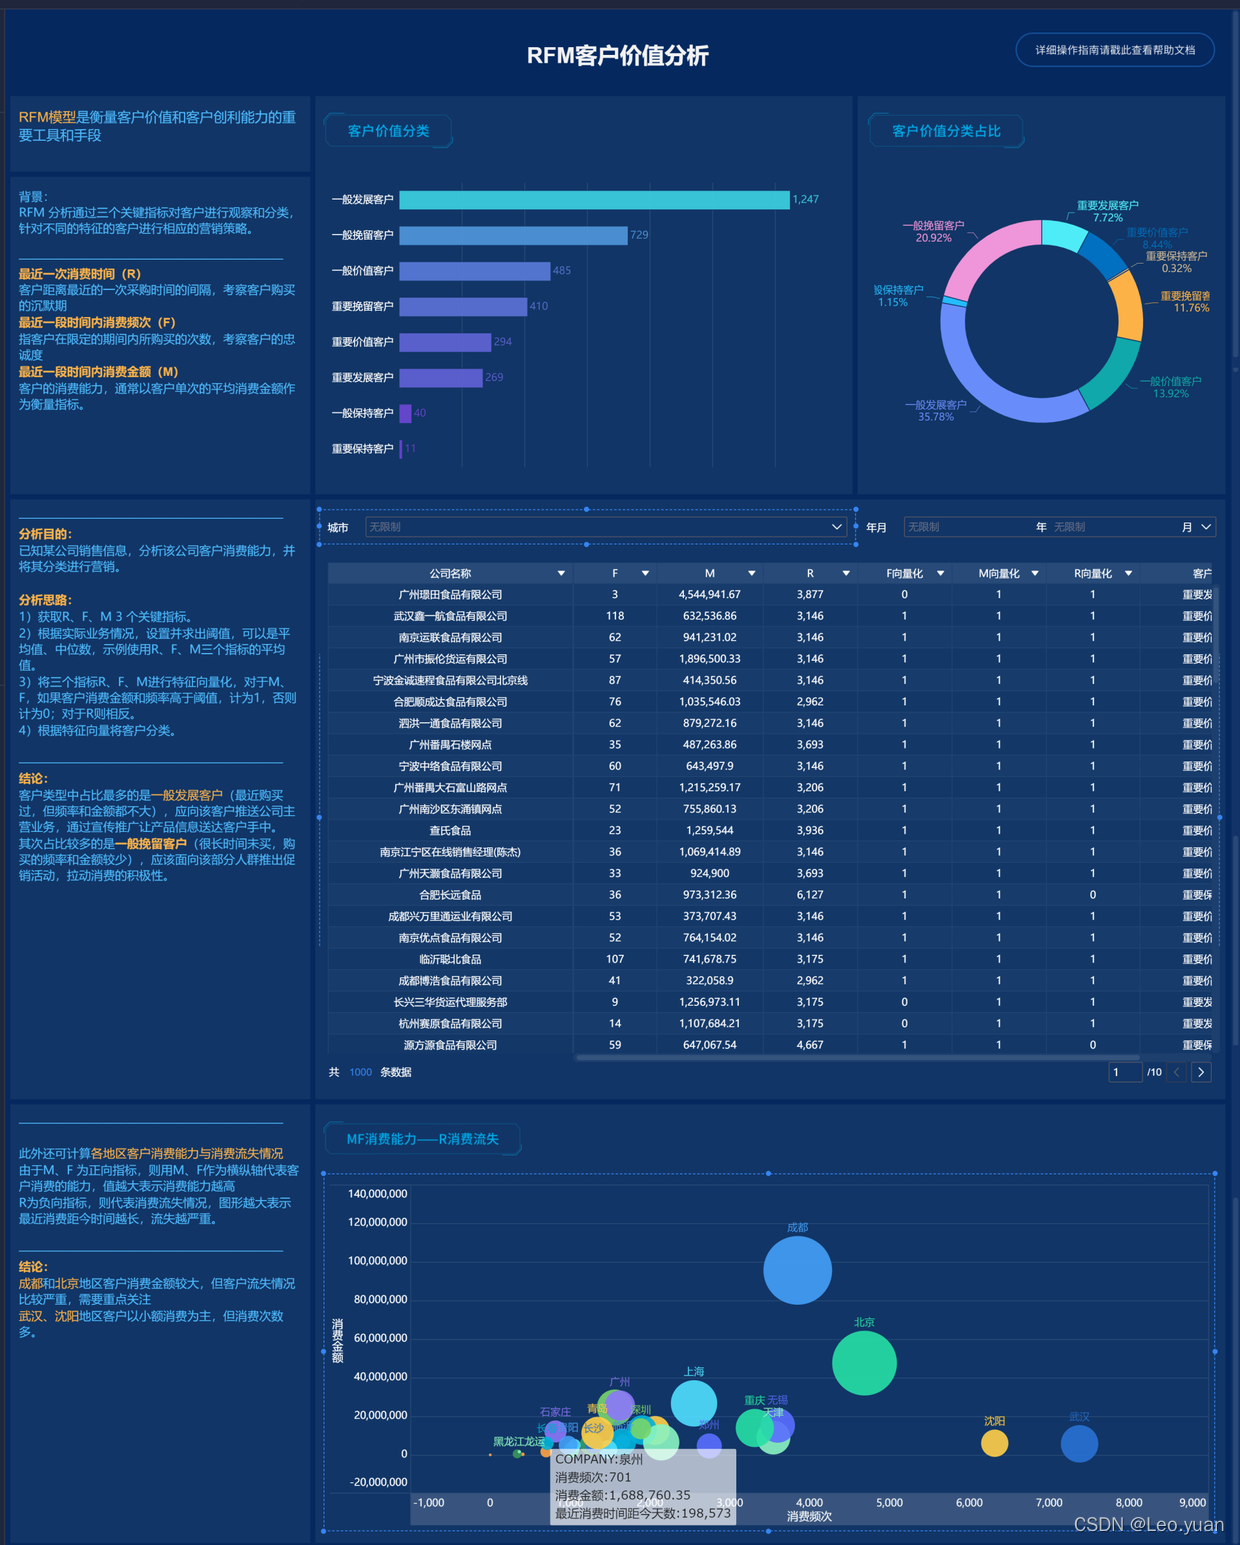 RFM客户价值分析
详细操作指南请戳此查看帮助文档
RFM模型是衡量客户价值和客户创利能力的重
要工具和手段
背景：
RFM 分析通过三个关键指标对客户进行观察和分类，
针对不同的特征的客户进行相应的营销策略。
最近一次消费时间（R）
客户距离最近的一次采购时间的间隔，考察客户购买
的沉默期
最近一段时间内消费频次（F）
指客户在限定的期间内所购买的次数，考察客户的忠
诚度
最近一段时间内消费金额（M）
客户的消费能力，通常以客户单次的平均消费金额作
为衡量指标。
客户价值分类
一般发展客户 1,247
一般挽留客户 729
一般价值客户 485
重要挽留客户 410
重要价值客户 294
重要发展客户 269
一般保持客户 40
重要保持客户 11
客户价值分类占比
重要发展客户
7.72%
重要价值客户
8.44%
重要保持客户
0.32%
重要挽留客
11.76%
一般价值客户
13.92%
一般发展客户
35.78%
般保持客户
1.15%
一般挽留客户
20.92%
分析目的：
已知某公司销售信息，分析该公司客户消费能力，并
将其分类进行营销。
分析思路：
1）获取R、F、M 3 个关键指标。
2）根据实际业务情况，设置并求出阈值，可以是平
均值、中位数，示例使用R、F、M三个指标的平均
值。
3）将三个指标R、F、M进行特征向量化，对于M、
F，如果客户消费金额和频率高于阈值，计为1，否则
计为0；对于R则相反。
4）根据特征向量将客户分类。
结论：
客户类型中占比最多的是一般发展客户（最近购买
过，但频率和金额都不大），应向该客户推送公司主
营业务，通过宣传推广让产品信息送达客户手中。
其次占比较多的是一般挽留客户（很长时间未买，购
买的频率和金额较少），应该面向该部分人群推出促
销活动，拉动消费的积极性。
城市 无限制 年月 无限制 年 无限制 月
公司名称 F M R F向量化 M向量化 R向量化 客户
广州璟田食品有限公司 3 4,544,941.67 3,877 0 1 1 重要发
武汉鑫一航食品有限公司 118 632,536.86 3,146 1 1 1 重要价
南京运联食品有限公司 62 941,231.02 3,146 1 1 1 重要价
广州市振伦货运有限公司 57 1,896,500.33 3,146 1 1 1 重要价
宁波金诚速程食品有限公司北京线 87 414,350.56 3,146 1 1 1 重要价
合肥顺成达食品有限公司 76 1,035,546.03 2,962 1 1 1 重要价
泗洪一通食品有限公司 62 879,272.16 3,146 1 1 1 重要价
广州番禺石楼网点 35 487,263.86 3,693 1 1 1 重要价
宁波中络食品有限公司 60 643,497.9 3,146 1 1 1 重要价
广州番禺大石富山路网点 71 1,215,259.17 3,206 1 1 1 重要价
广州南沙区东涌镇网点 52 755,860.13 3,206 1 1 1 重要价
查氏食品 23 1,259,544 3,936 1 1 1 重要价
南京江宁区在线销售经理(陈杰) 36 1,069,414.89 3,146 1 1 1 重要价
广州天灏食品有限公司 33 924,900 3,693 1 1 1 重要价
合肥长远食品 36 973,312.36 6,127 1 1 0 重要保
成都兴万里通运业有限公司 53 373,707.43 3,146 1 1 1 重要价
南京优点食品有限公司 52 764,154.02 3,146 1 1 1 重要价
临沂聪北食品 107 741,678.75 3,175 1 1 1 重要价
成都博浩食品有限公司 41 322,058.9 2,962 1 1 1 重要价
长兴三华货运代理服务部 9 1,256,973.11 3,175 0 1 1 重要发
杭州赛原食品有限公司 14 1,107,684.21 3,175 0 1 1 重要发
源方源食品有限公司 59 647,067.54 4,667 1 1 0 重要保
共 1000 条数据 1 /10
此外还可计算各地区客户消费能力与消费流失情况
由于M、F 为正向指标，则用M、F作为横纵轴代表客
户消费的能力，值越大表示消费能力越高
R为负向指标，则代表消费流失情况，图形越大表示
最近消费距今时间越长，流失越严重。
结论：
成都和北京地区客户消费金额较大，但客户流失情况
比较严重，需要重点关注
武汉、沈阳地区客户以小额消费为主，但消费次数
多。
MF消费能力——R消费流失
消费金额
140,000,000
120,000,000
100,000,000
80,000,000
60,000,000
40,000,000
20,000,000
0
-20,000,000
成都
北京
上海
广州
重庆 无锡
天津
石家庄
青岛
深圳
长沙
郑州
沈阳
武汉
黑龙江龙运
COMPANY:泉州
消费频次:701
消费金额:1,688,760.35
最近消费时间距今天数:198,573
-1,000 0 1,000 2,000 3,000 4,000 5,000 6,000 7,000 8,000 9,000
消费频次
CSDN @Leo.yuan